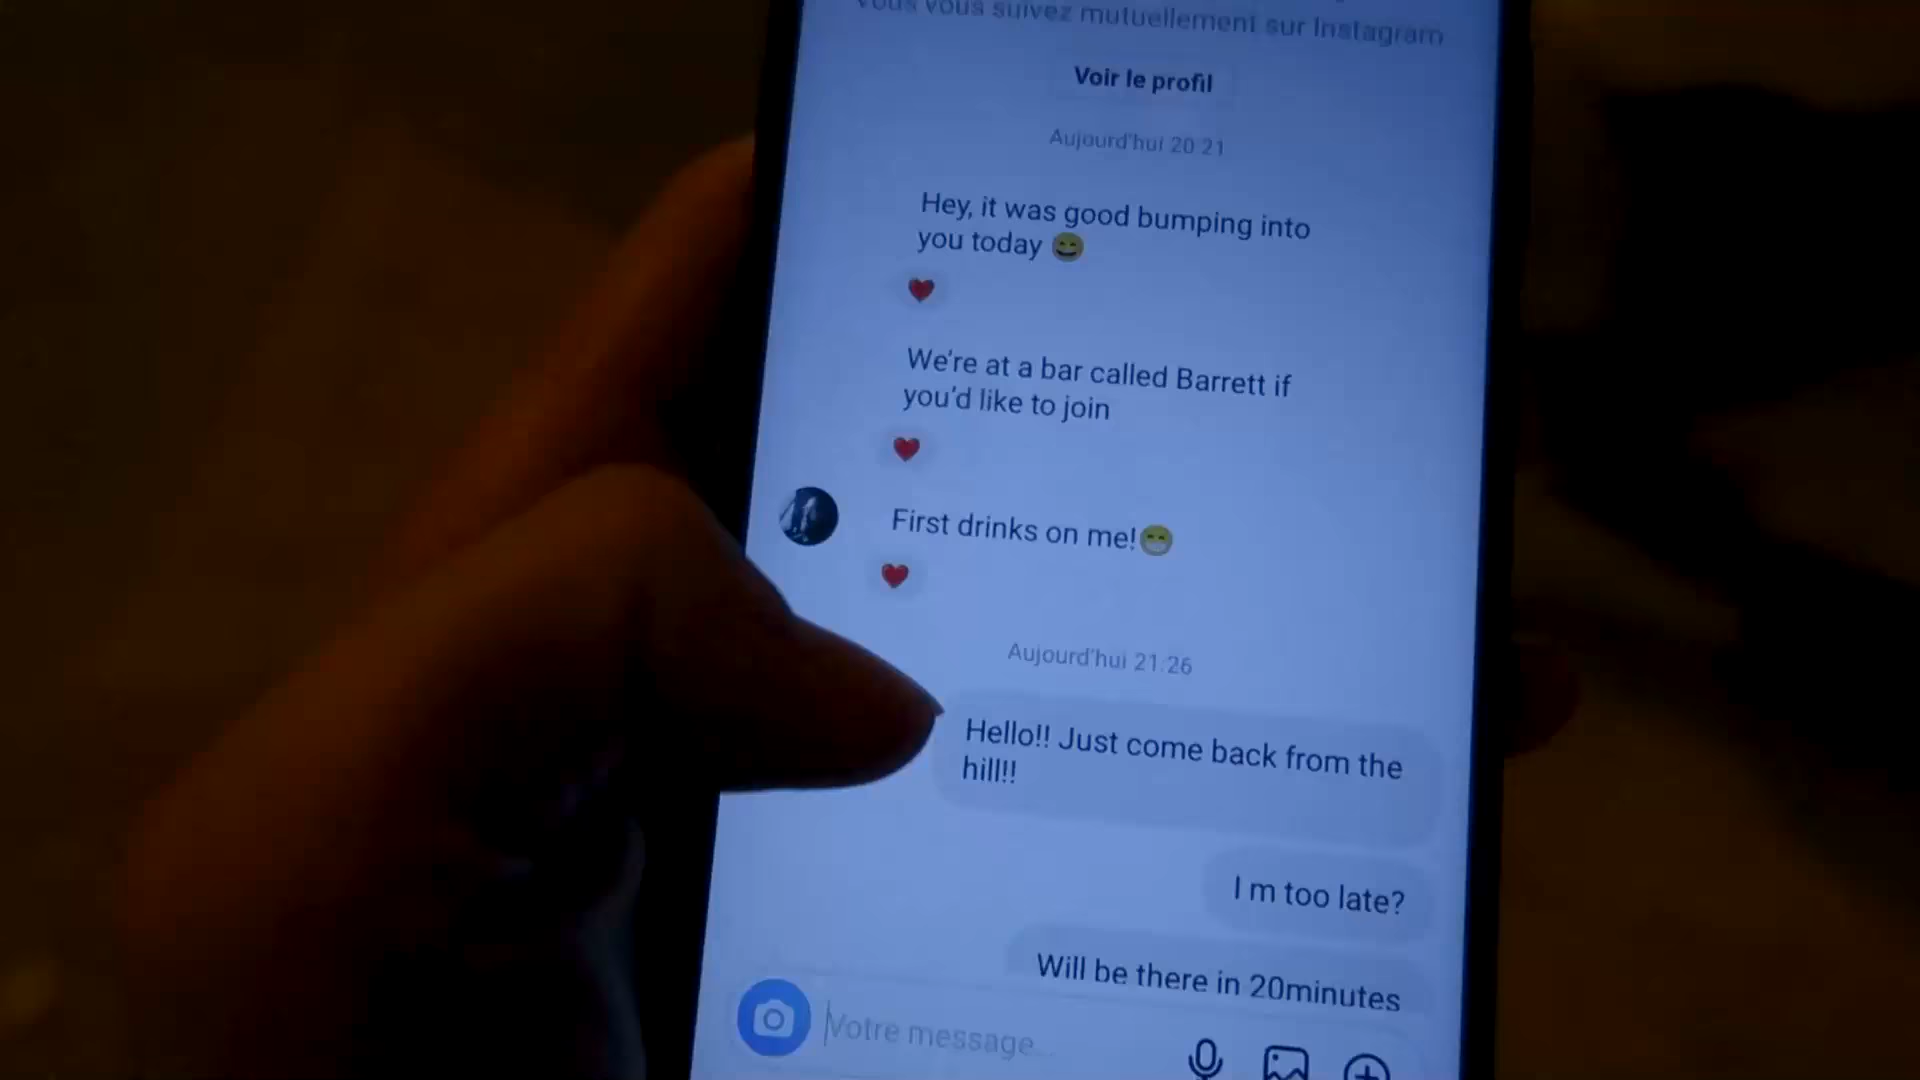 Vous vous suivez mutuellement sur Instagram
Voir le profil
Aujourd'hui 20:21
Hey, it was good bumping into
you today 😄
❤️
We're at a bar called Barrett if
you'd like to join
❤️
First drinks on me!😁
❤️
Aujourd'hui 21:26
Hello!! Just come back from the
hill!!
I m too late?
Will be there in 20minutes
Votre message...